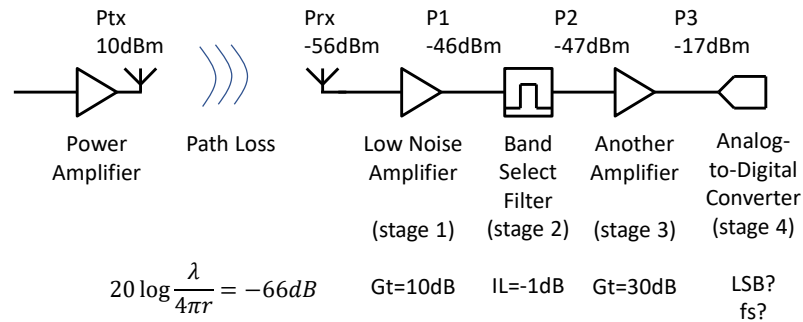 Ptx Prx P1 P2 P3
10dBm -56dBm -46dBm -47dBm -17dBm
Power Path Loss Low Noise Band Another Analog-
Amplifier Amplifier Select Amplifier to-Digital
Filter Converter
(stage 1) (stage 2) (stage 3) (stage 4)
20 log λ/4πr = −66dB Gt=10dB IL=-1dB Gt=30dB LSB?
fs?